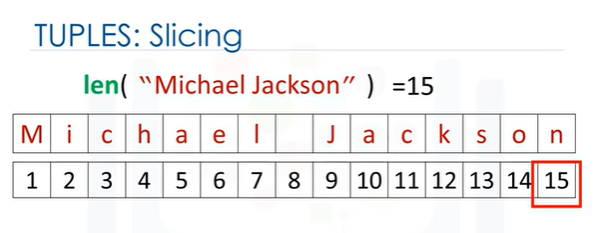 TUPLES: Slicing
len( “Michael Jackson” ) =15
M i c h a e l J a c k s o n
1 2 3 4 5 6 7 8 9 10 11 12 13 14 15